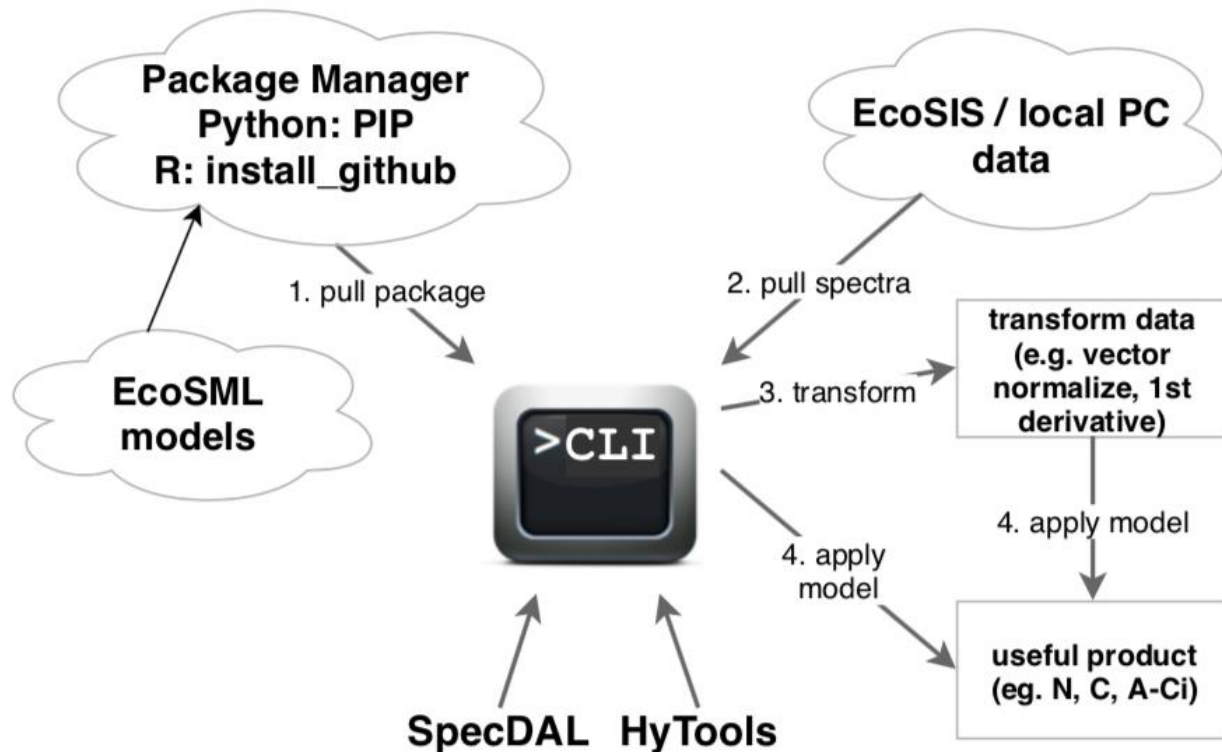 Package Manager
Python: PIP
R: install_github
EcoSIS / local PC
data
1. pull package
2. pull spectra
EcoSML
models
>CLI
3. transform
transform data
(e.g. vector
normalize, 1st
derivative)
4. apply
model
4. apply model
useful product
(eg. N, C, A-Ci)
SpecDAL
HyTools